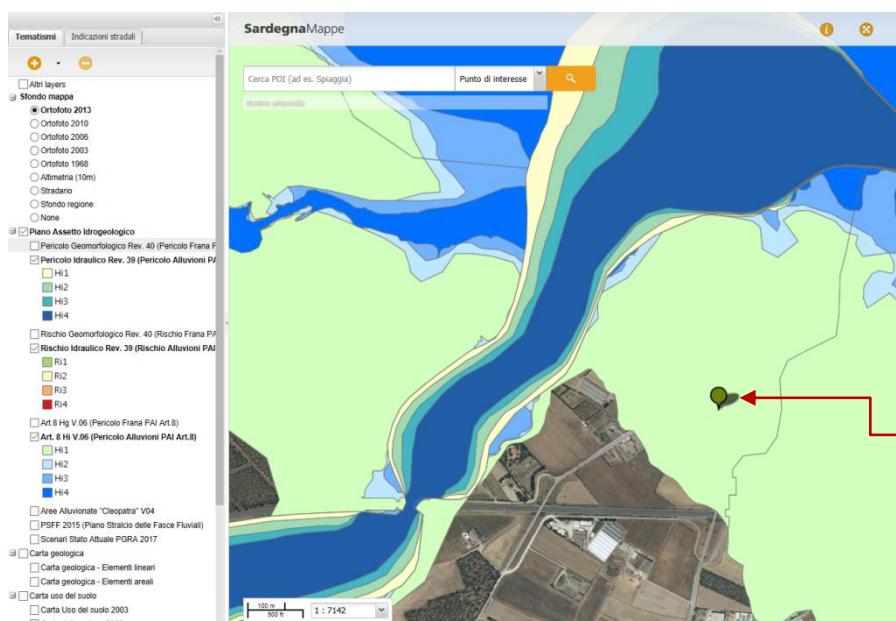 Tematismi
Indicazioni stradali
Altri layers
Sfondo mappa
Ortofoto 2013
Ortofoto 2010
Ortofoto 2006
Ortofoto 2003
Ortofoto 1968
Altimetria (10m)
Stradario
Sfondo regione
None
Piano Assetto Idrogeologico
Pericolo Geomorfologico Rev. 40 (Pericolo Frana P
Pericolo Idraulico Rev. 39 (Pericolo Alluvioni PA
Hi1
Hi2
Hi3
Hi4
Rischio Geomorfologico Rev. 40 (Rischio Frana PA
Rischio Idraulico Rev. 39 (Rischio Alluvioni PAI
Ri1
Ri2
Ri3
Ri4
Art.8 Hg V.06 (Pericolo Frana PAI Art.8)
Art. 8 Hi V.06 (Pericolo Alluvioni PAI Art.8)
Hi1
Hi2
Hi3
Hi4
Aree Alluvionate "Cleopatra" V04
PSFF 2015 (Piano Stralcio delle Fasce Fluviali)
Scenari Stato Attuale PGRA 2017
Carta geologica
Carta geologica - Elementi lineari
Carta geologica - Elementi areali
Carta uso del suolo
Carta Uso del suolo 2003
SardegnaMappe
Cerca POI (ad es. Spiaggia)
Punto di interesse
ricerca avanzata
100 m
500 ft
1 : 7142